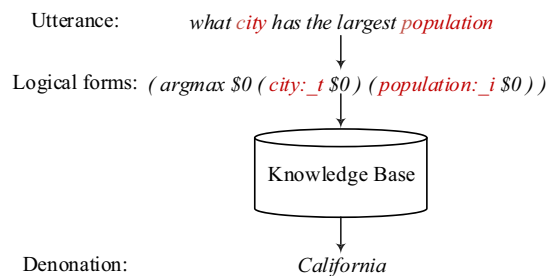 Utterance: what city has the largest population
Logical forms: ( argmax $0 ( city:_t $0 ) ( population:_i $0 ) )
Knowledge Base
Denonation: California